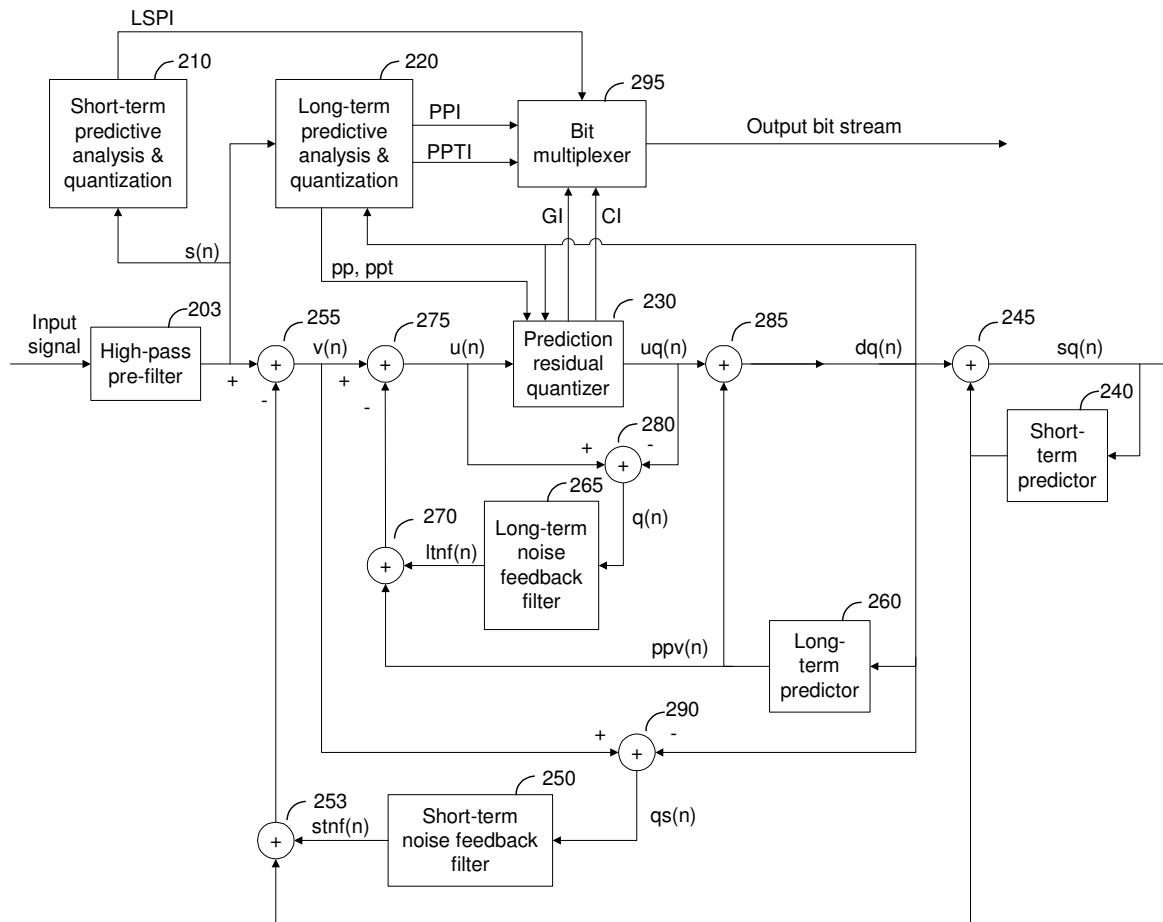 LSPI
210
220
295
Short-term
predictive
analysis &
quantization
Long-term
predictive
analysis &
quantization
PPI
PPTI
Bit
multiplexer
Output bit stream
GI
CI
s(n)
pp, ppt
Input
signal
203
High-pass
pre-filter
+
-
255
+
v(n)
+
-
275
+
u(n)
230
Prediction
residual
quantizer
uq(n)
285
+
dq(n)
245
+
sq(n)
240
Short-
term
predictor
280
+
-
+
q(n)
265
Long-term
noise
feedback
filter
270
+
ltnf(n)
ppv(n)
260
Long-
term
predictor
290
+
-
+
qs(n)
250
Short-term
noise feedback
filter
253
+
stnf(n)